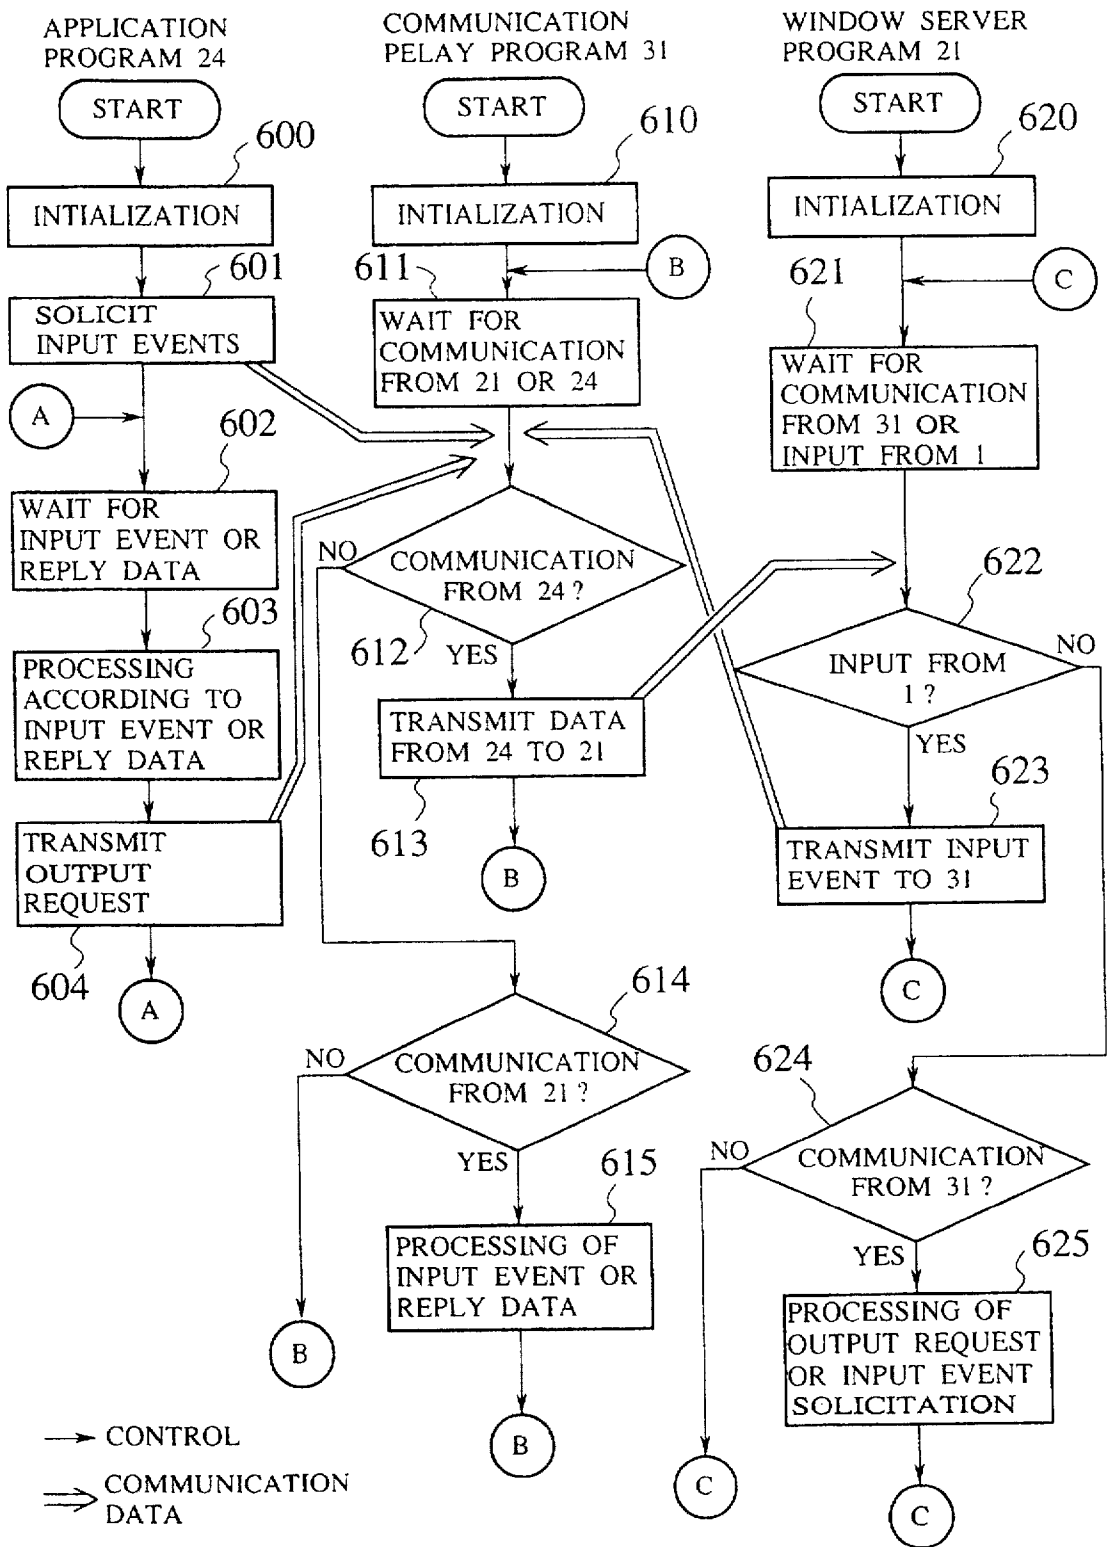 APPLICATION
PROGRAM 24
START
600
INTIALIZATION
601
SOLICIT
INPUT EVENTS
A
602
WAIT FOR
INPUT EVENT OR
REPLY DATA
603
PROCESSING
ACCORDING TO
INPUT EVENT OR
REPLY DATA
TRANSMIT
OUTPUT
REQUEST
604
A
COMMUNICATION
PELAY PROGRAM 31
START
610
INTIALIZATION
B
611
WAIT FOR
COMMUNICATION
FROM 21 OR 24
NO
COMMUNICATION
FROM 24?
612
YES
TRANSMIT DATA
FROM 24 TO 21
613
B
614
NO
COMMUNICATION
FROM 21?
YES
615
PROCESSING OF
INPUT EVENT OR
REPLY DATA
B
B
WINDOW SERVER
PROGRAM 21
START
620
INTIALIZATION
C
621
WAIT FOR
COMMUNICATION
FROM 31 OR
INPUT FROM 1
622
NO
INPUT FROM
1?
YES
623
TRANSMIT INPUT
EVENT TO 31
C
624
NO
COMMUNICATION
FROM 31?
YES
625
PROCESSING OF
OUTPUT REQUEST
OR INPUT EVENT
SOLICITATION
C
C
CONTROL
COMMUNICATION
DATA